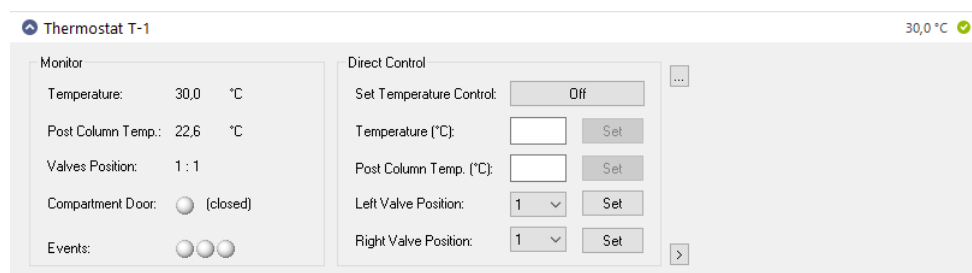 Thermostat T-1 30,0 °C
Monitor
Temperature: 30,0 °C
Post Column Temp.: 22,6 °C
Valves Position: 1 : 1
Compartment Door: (closed)
Events:
Direct Control
Set Temperature Control: Off
Temperature (°C): Set
Post Column Temp. (°C): Set
Left Valve Position: 1 Set
Right Valve Position: 1 Set
...
>